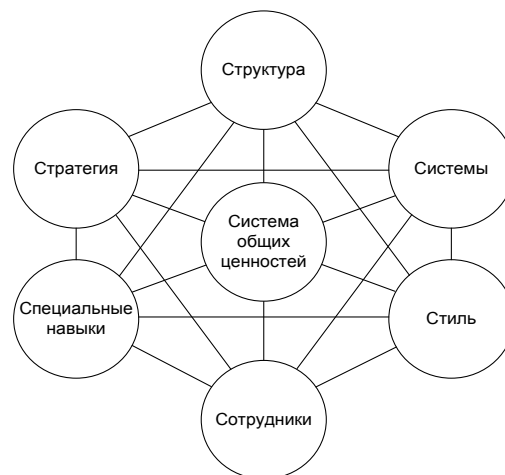 Структура
Стратегия
Системы
Система
общих
ценностей
Специальные
навыки
Стиль
Сотрудники